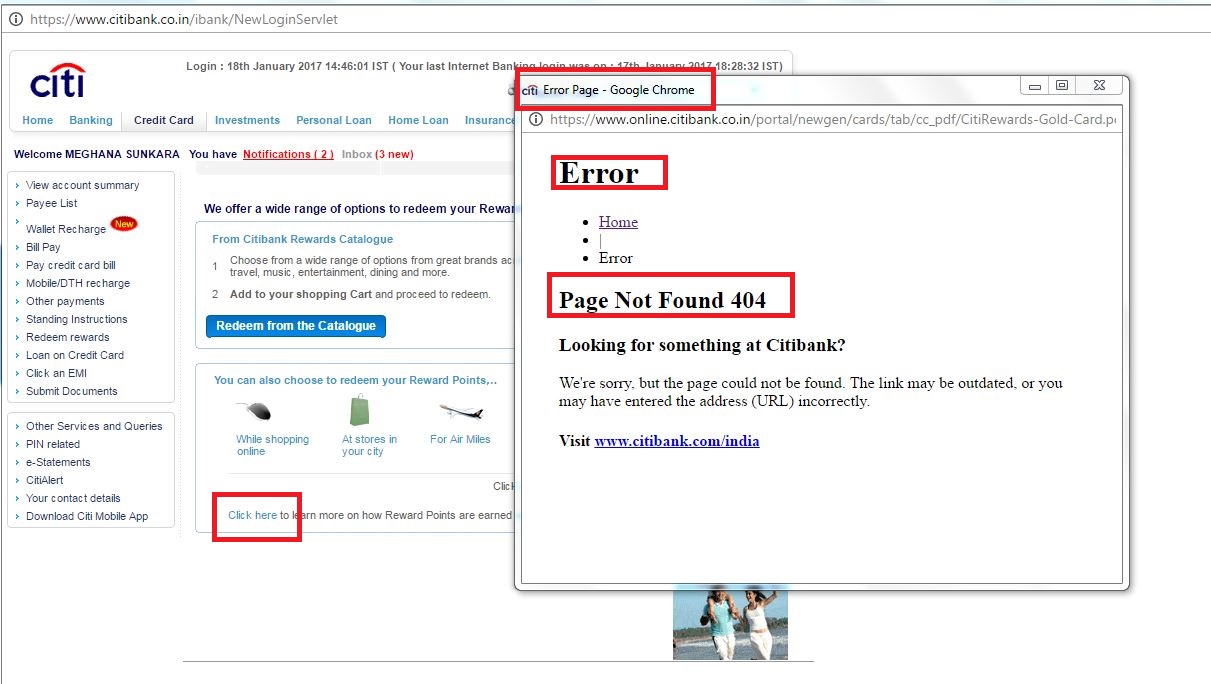 https://www.citibank.co.in/ibank/NewLoginServlet
citi
Login : 18th January 2017 14:46:01 IST ( Your last Internet Banking login was on : 17th January 2017 18:28:32 IST)
Home Banking Credit Card Investments Personal Loan Home Loan Insurance
Welcome MEGHANA SUNKARA You have Notifications ( 2 ) Inbox (3 new)
View account summary
Payee List
Wallet Recharge New
Bill Pay
Pay credit card bill
Mobile/DTH recharge
Other payments
Standing Instructions
Redeem rewards
Loan on Credit Card
Click an EMI
Submit Documents
Other Services and Queries
PIN related
e-Statements
CitiAlert
Your contact details
Download Citi Mobile App
We offer a wide range of options to redeem your
From Citibank Rewards Catalogue
1 Choose from a wide range of options from great brands
travel, music, entertainment, dining and more.
2 Add to your shopping Cart and proceed to redeem.
Redeem from the Catalogue
You can also choose to redeem your Reward Points,...
While shopping
online
At stores in
your city
For Air Miles
Click here to learn more on how Reward Points are earned
citi Error Page - Google Chrome
https://www.online.citibank.co.in/portal/newgen/cards/tab/cc_pdf/CitiRewards-Gold-Card.p
Error
Home
|
Error
Page Not Found 404
Looking for something at Citibank?
We're sorry, but the page could not be found. The link may be outdated, or you
may have entered the address (URL) incorrectly.
Visit www.citibank.com/india